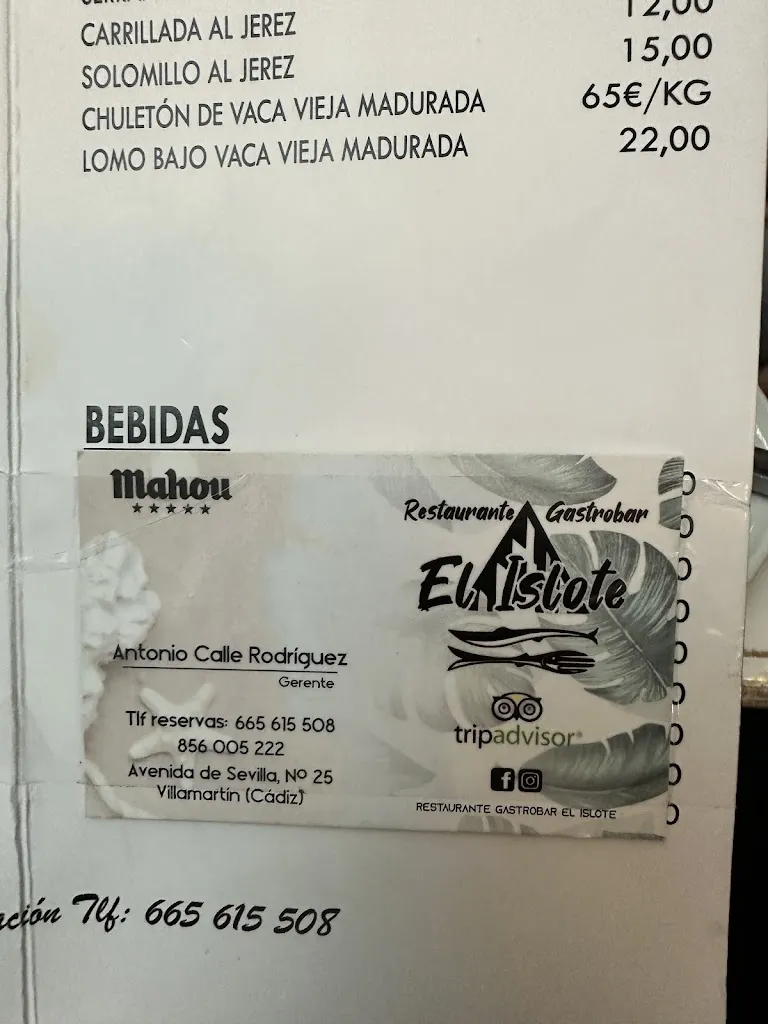 12,00
CARRILLADA AL JEREZ 15,00
SOLOMILLO AL JEREZ 65€/KG
CHULETÓN DE VACA VIEJA MADURADA 22,00
LOMO BAJO VACA VIEJA MADURADA
BEBIDAS
Mahou
Restaurante Gastrobar
El Islote
Antonio Calle Rodríguez
Gerente
Tlf reservas: 665 615 508
856 005 222
Avenida de Sevilla, Nº 25
Villamartín (Cádiz)
tripadvisor®
RESTAURANTE GASTROBAR EL ISLOTE
Tlf: 665 615 508